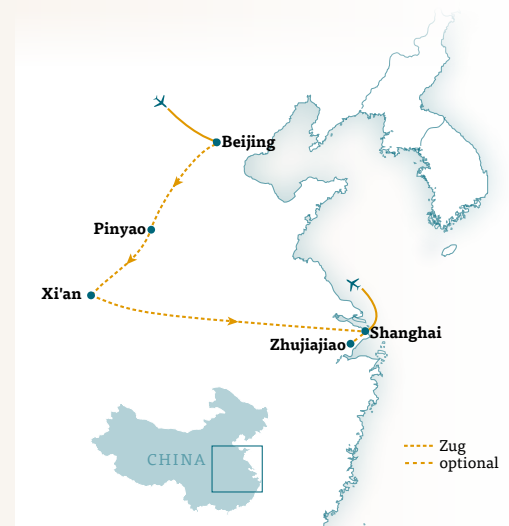 Beijing
Pinyao
Xi'an
Shanghai
Zhujiajiao
CHINA
Zug
optional